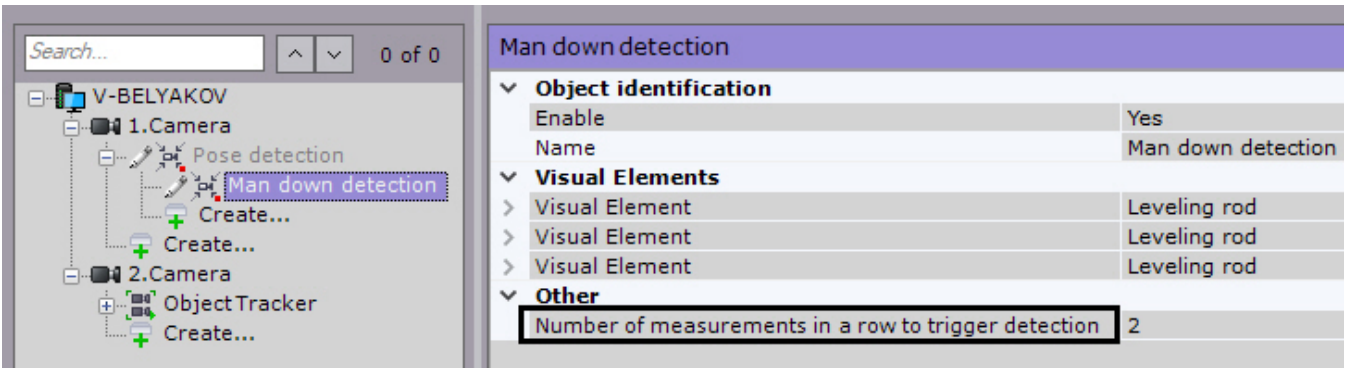 Search...
0 of 0
V-BELYAKOV
1.Camera
Pose detection
Man down detection
Create...
Create...
2.Camera
Object Tracker
Create...
Man down detection
Object identification
Enable Yes
Name Man down detection
Visual Elements
Visual Element Leveling rod
Visual Element Leveling rod
Visual Element Leveling rod
Other
Number of measurements in a row to trigger detection 2